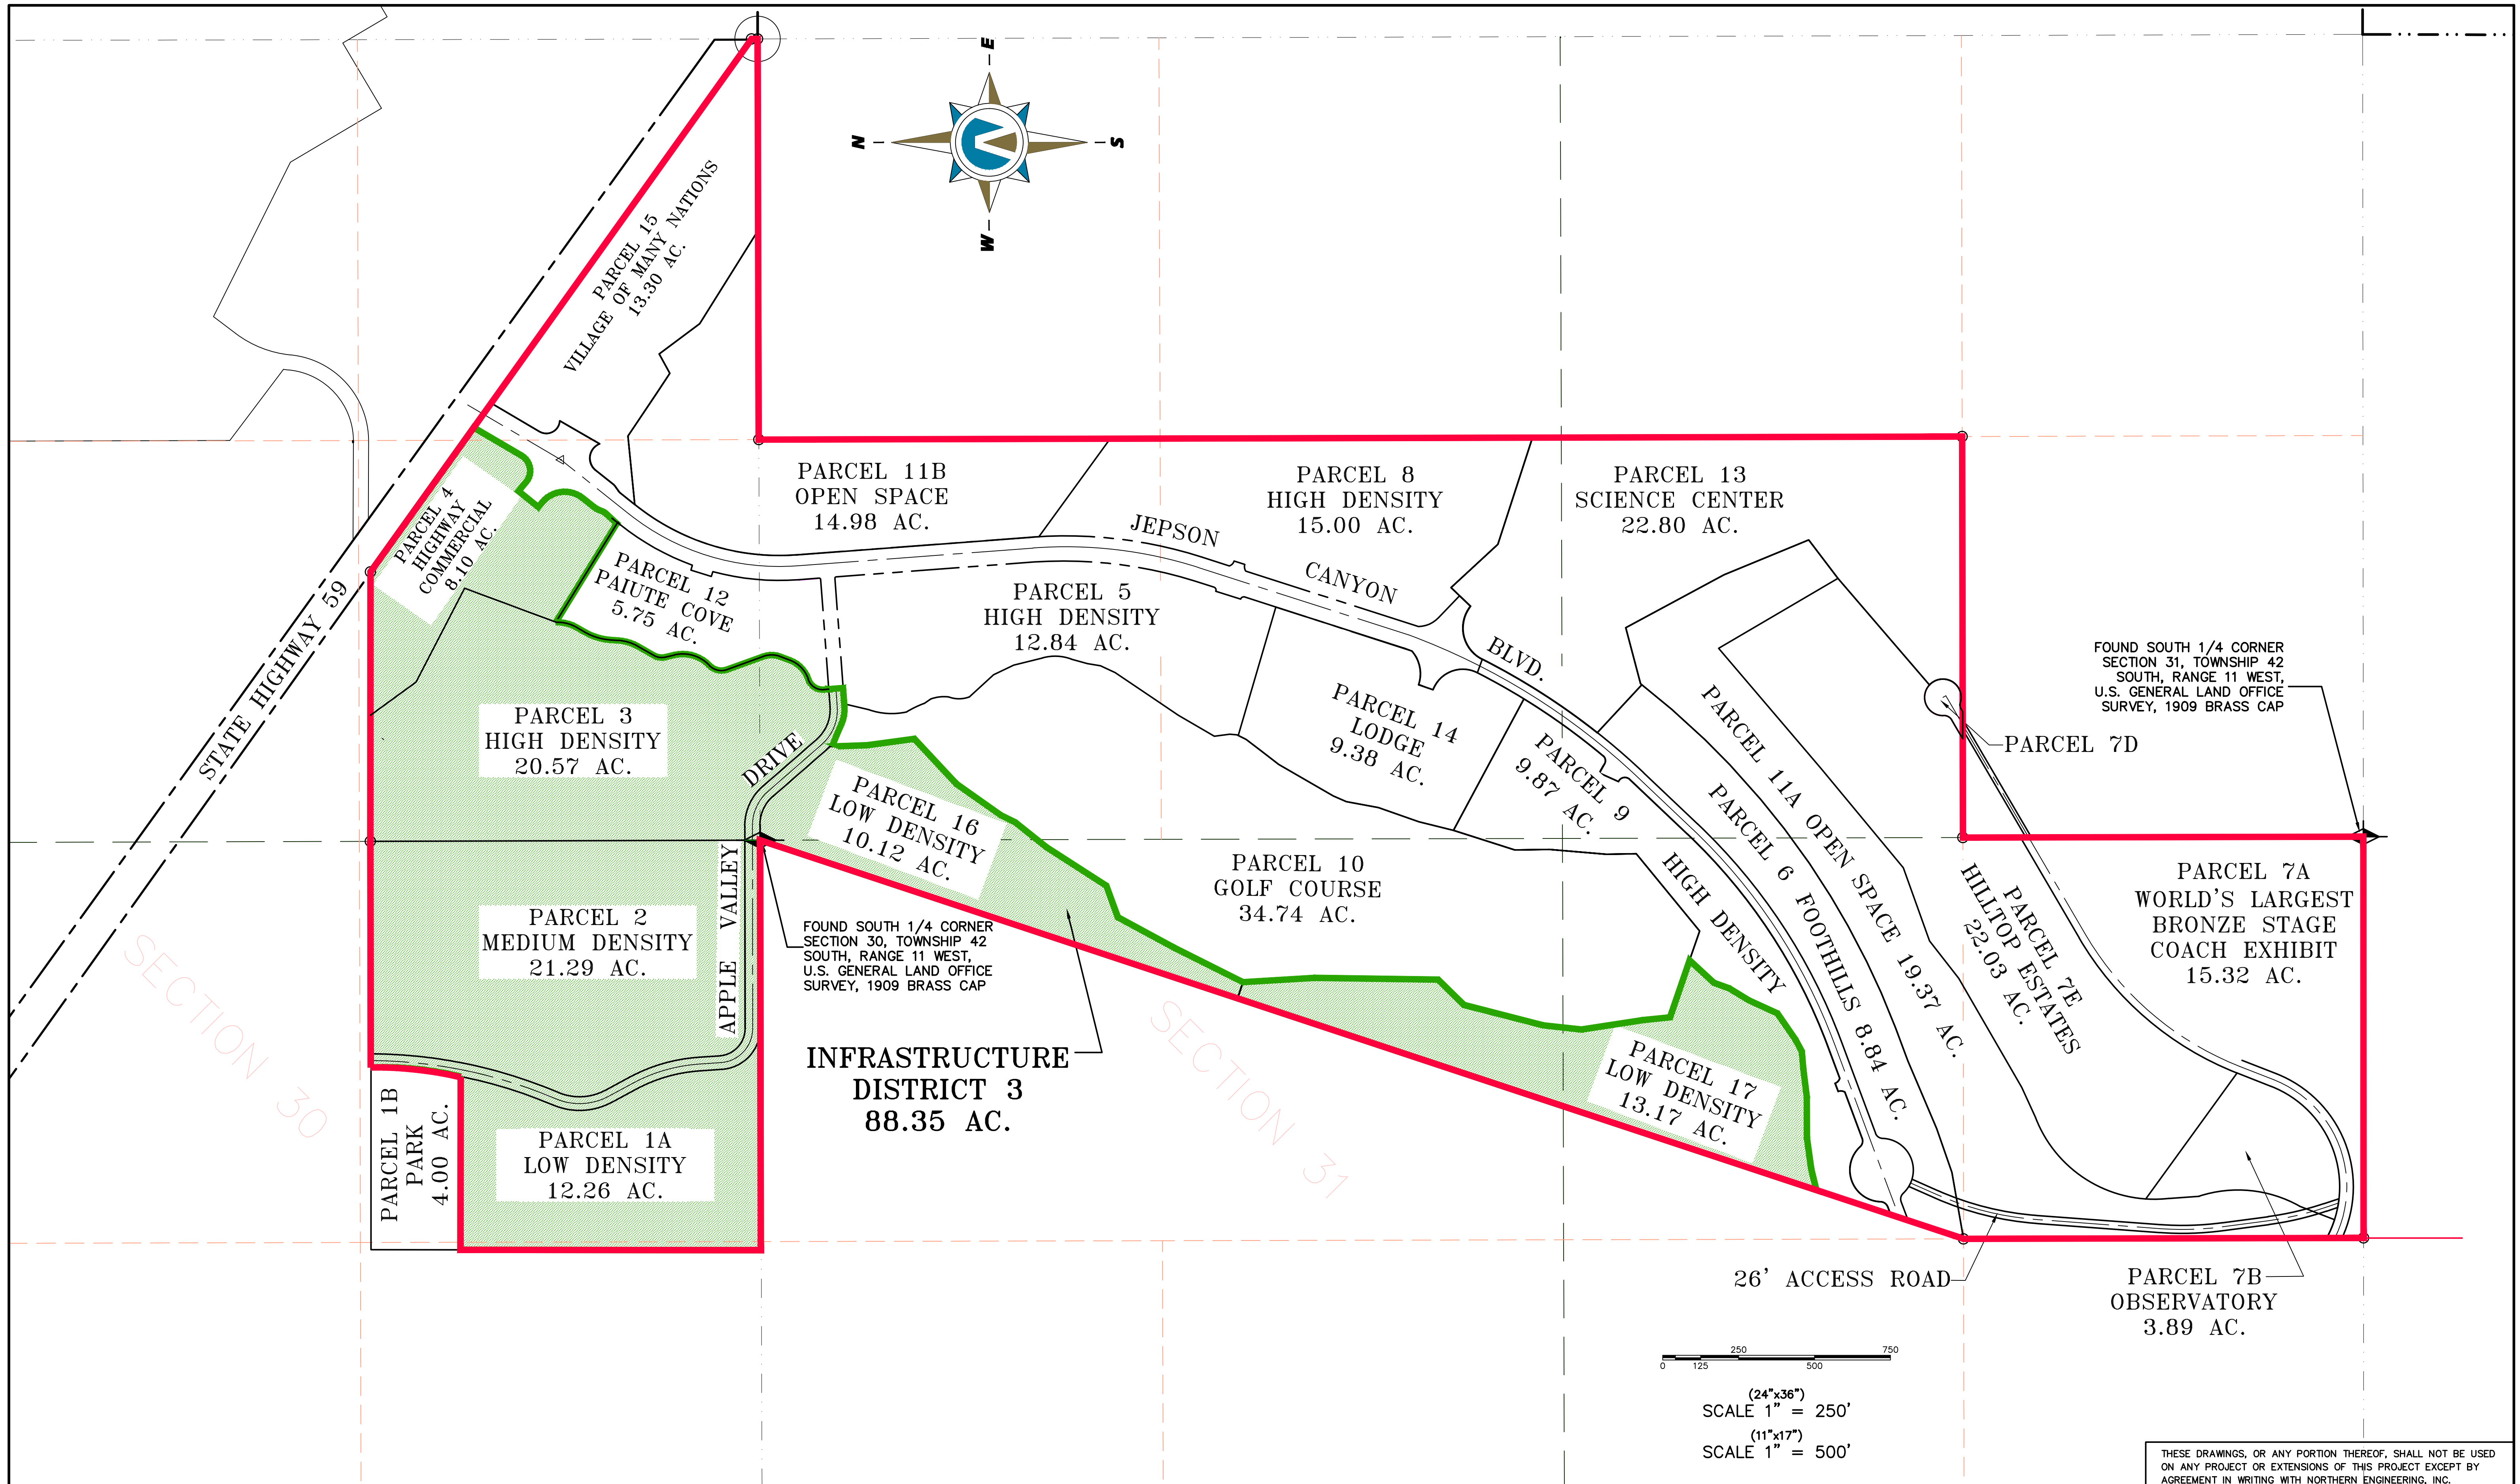 E
N
S
W
PARCEL 15
VILLAGE OF MANY NATIONS
13.30 AC.
PARCEL 4
HIGHWAY
COMMERCIAL
8.10 AC.
STATE HIGHWAY 59
PARCEL 11B
OPEN SPACE
14.98 AC.
PARCEL 8
HIGH DENSITY
15.00 AC.
PARCEL 13
SCIENCE CENTER
22.80 AC.
JEPSON
CANYON
BLVD.
PARCEL 12
PAIUTE COVE
5.75 AC.
PARCEL 5
HIGH DENSITY
12.84 AC.
PARCEL 3
HIGH DENSITY
20.57 AC.
DRIVE
PARCEL 14
LODGE
9.38 AC.
PARCEL 9
9.87 AC.
HIGH DENSITY
PARCEL 11A OPEN SPACE 19.37 AC.
PARCEL 6 FOOTHILLS 8.84 AC.
PARCEL 7D
FOUND SOUTH 1/4 CORNER
SECTION 31, TOWNSHIP 42
SOUTH, RANGE 11 WEST,
U.S. GENERAL LAND OFFICE
SURVEY, 1909 BRASS CAP
PARCEL 16
LOW DENSITY
10.12 AC.
PARCEL 10
GOLF COURSE
34.74 AC.
PARCEL 7E
HILLTOP ESTATES
22.03 AC.
PARCEL 7A
WORLD'S LARGEST
BRONZE STAGE
COACH EXHIBIT
15.32 AC.
PARCEL 2
MEDIUM DENSITY
21.29 AC.
APPLE VALLEY
FOUND SOUTH 1/4 CORNER
SECTION 30, TOWNSHIP 42
SOUTH, RANGE 11 WEST,
U.S. GENERAL LAND OFFICE
SURVEY, 1909 BRASS CAP
SECTION 30
SECTION 31
INFRASTRUCTURE
DISTRICT 3
88.35 AC.
PARCEL 17
LOW DENSITY
13.17 AC.
PARCEL 1B
PARK
4.00 AC.
PARCEL 1A
LOW DENSITY
12.26 AC.
26' ACCESS ROAD
PARCEL 7B
OBSERVATORY
3.89 AC.
250 750
0 125 500
(24"x36")
SCALE 1" = 250'
(11"x17")
SCALE 1" = 500'
THESE DRAWINGS, OR ANY PORTION THEREOF, SHALL NOT BE USED
ON ANY PROJECT OR EXTENSIONS OF THIS PROJECT EXCEPT BY
AGREEMENT IN WRITING WITH NORTHERN ENGINEERING, INC.